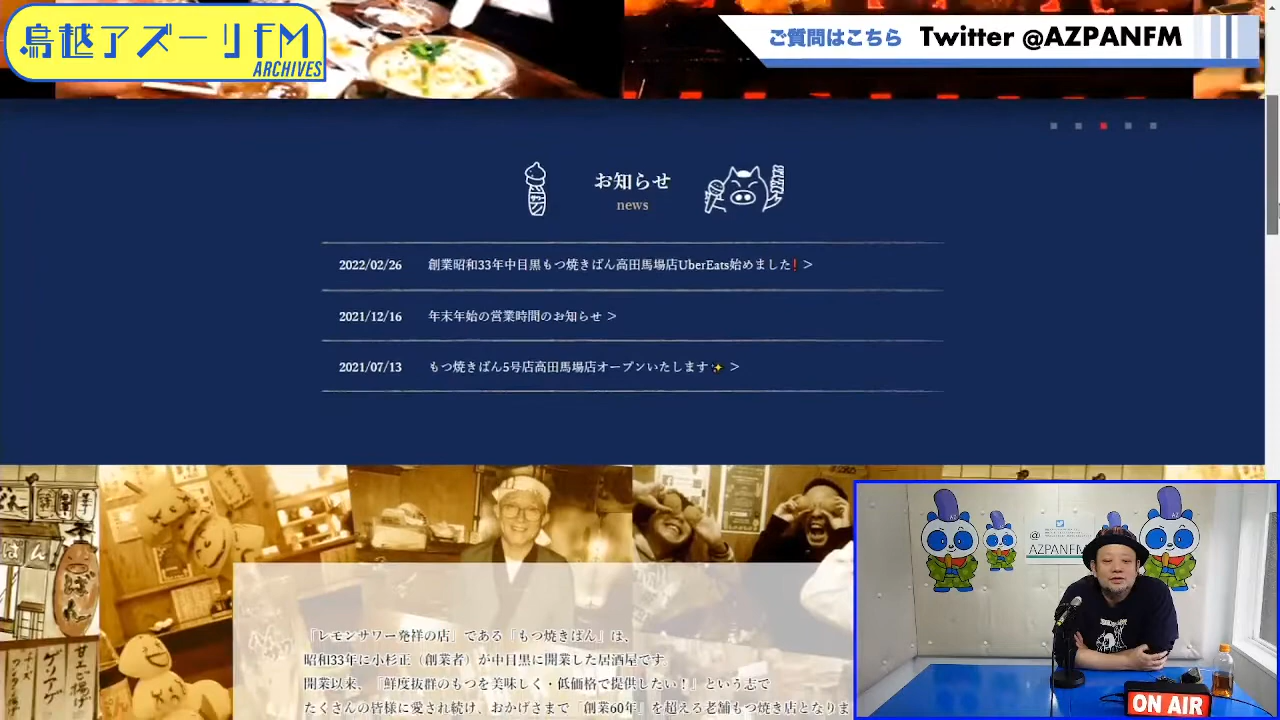 鳥越アズーリFM
ARCHIVES
ご質問はこちら Twitter @AZPANFM
お知らせ
news
2022/02/26 創業昭和33年中目黒もつ焼きばん高田馬場店UberEats始めました❗ >
2021/12/16 年末年始の営業時間のお知らせ >
2021/07/13 もつ焼きばん5号店高田馬場店オープンいたします✨ >
「レモンサワー発祥の店」である「もつ焼きばん」は、
昭和33年に小杉正（創業者）が中目黒に開業した居酒屋です
開業以来、「鮮度抜群のもつを美味しく・低価格で提供したい！」という志で
たくさんの皆様に愛され続け、おかげさまで「創業60年」を超える老舗もつ焼き店となりま
ばん
@
AZPANFM
ON AIR